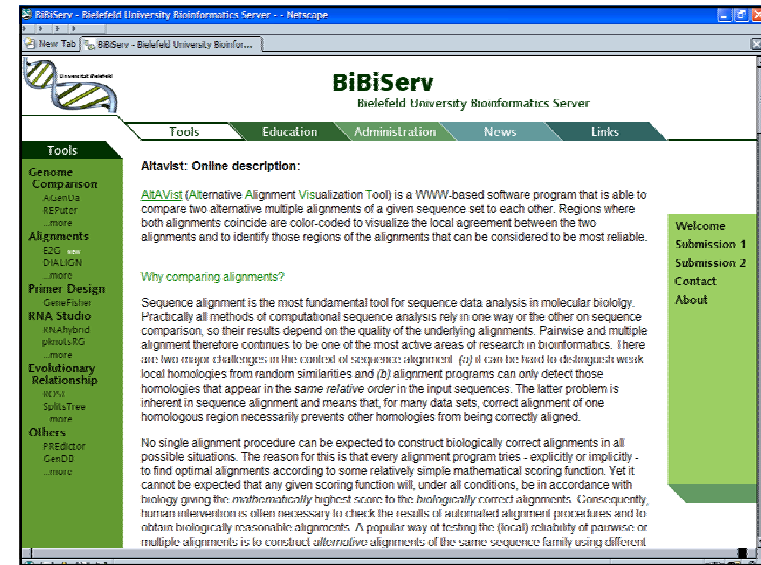 BiBiServ - Bielefeld University Bioinformatics Server - - Netscape
New Tab
BiBiServ - Bielefeld University Bioinfor...
Universität Bielefeld
BiBiServ
Bielefeld University Bioinformatics Server
Tools Education Administration News Links
Tools
Genome
Comparison
AGenDa
REPuter
...more
Alignments
E2G new
DIALIGN
...more
Primer Design
GeneFisher
RNA Studio
RNAhybrid
pknotsRG
...more
Evolutionary
Relationship
ROSE
SplitsTree
more
Others
PREdictor
GenDB
...more
Altavist: Online description:
AltAVist (Alternative Alignment Visualization Tool) is a WWW-based software program that is able to
compare two alternative multiple alignments of a given sequence set to each other. Regions where
both alignments coincide are color-coded to visualize the local agreement between the two
alignments and to identify those regions of the alignments that can be considered to be most reliable.
Why comparing alignments?
Sequence alignment is the most fundamental tool for sequence data analysis in molecular biololgy.
Practically all methods of computational sequence analysis rely in one way or the other on sequence
comparison, so their results depend on the quality of the underlying alignments. Pairwise and multiple
alignment therefore continues to be one of the most active areas of research in bioinformatics. There
are two major challenges in the context of sequence alignment: (a) it can be hard to distinguish weak
local homologies from random similarities and (b) alignment programs can only detect those
homologies that appear in the same relative order in the input sequences. The latter problem is
inherent in sequence alignment and means that, for many data sets, correct alignment of one
homologous region necessarily prevents other homologies from being correctly aligned.
No single alignment procedure can be expected to construct biologically correct alignments in all
possible situations. The reason for this is that every alignment program tries - explicitly or implicitly -
to find optimal alignments according to some relatively simple mathematical scoring function. Yet it
cannot be expected that any given scoring function will, under all conditions, be in accordance with
biology giving the mathematically highest score to the biologically correct alignments. Consequently,
human intervention is often necessary to check the results of automated alignment procedures and to
obtain biologically reasonable alignments. A popular way of testing the (local) reliability of pairwise or
multiple alignments is to construct alternative alignments of the same sequence family using different
Welcome
Submission 1
Submission 2
Contact
About